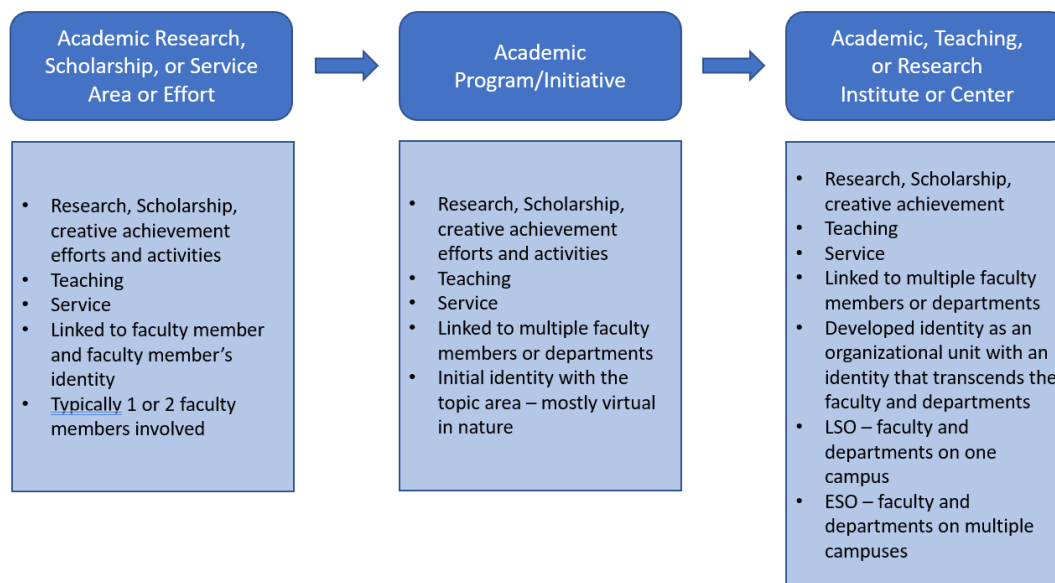 Academic Research,
Scholarship, or Service
Area or Effort
Academic
Program/Initiative
Academic, Teaching,
or Research
Institute or Center
• Research, Scholarship,
creative achievement
efforts and activities
• Teaching
• Service
• Linked to faculty member
and faculty member's
identity
• Typically 1 or 2 faculty
members involved
• Research, Scholarship,
creative achievement
efforts and activities
• Teaching
• Service
• Linked to multiple faculty
members or departments
• Initial identity with the
topic area – mostly virtual
in nature
• Research, Scholarship,
creative achievement
• Teaching
• Service
• Linked to multiple faculty
members or departments
• Developed identity as an
organizational unit with an
identity that transcends the
faculty and departments
• LSO – faculty and
departments on one
campus
• ESO – faculty and
departments on multiple
campuses